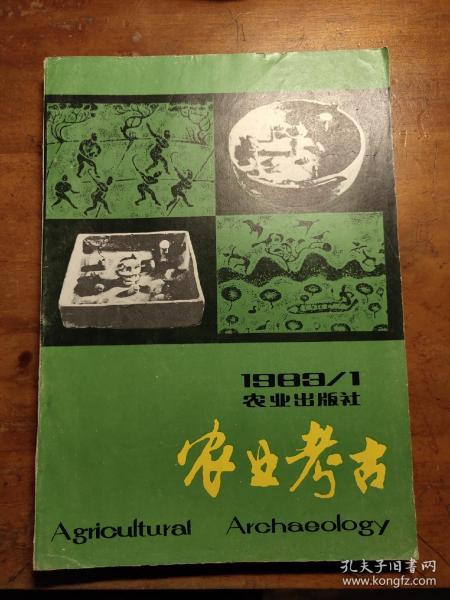 1983/1
农业出版社
农业考古
Agricultural Archaeology
孔夫子旧书网
www.kongfz.com